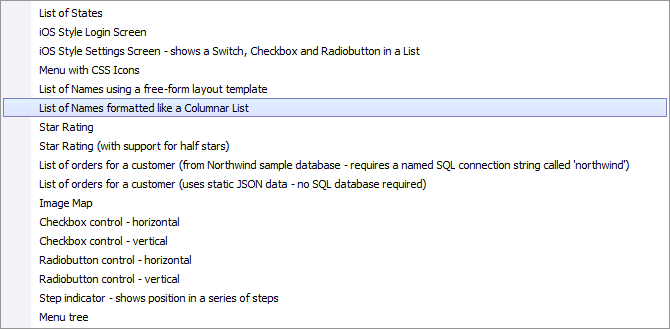 List of States
iOS Style Login Screen
iOS Style Settings Screen - shows a Switch, Checkbox and Radiobutton in a List
Menu with CSS Icons
List of Names using a free-form layout template
List of Names formatted like a Columnar List
Star Rating
Star Rating (with support for half stars)
List of orders for a customer (from Northwind sample database - requires a named SQL connection string called 'northwind')
List of orders for a customer (uses static JSON data - no SQL database required)
Image Map
Checkbox control - horizontal
Checkbox control - vertical
Radiobutton control - horizontal
Radiobutton control - vertical
Step indicator - shows position in a series of steps
Menu tree